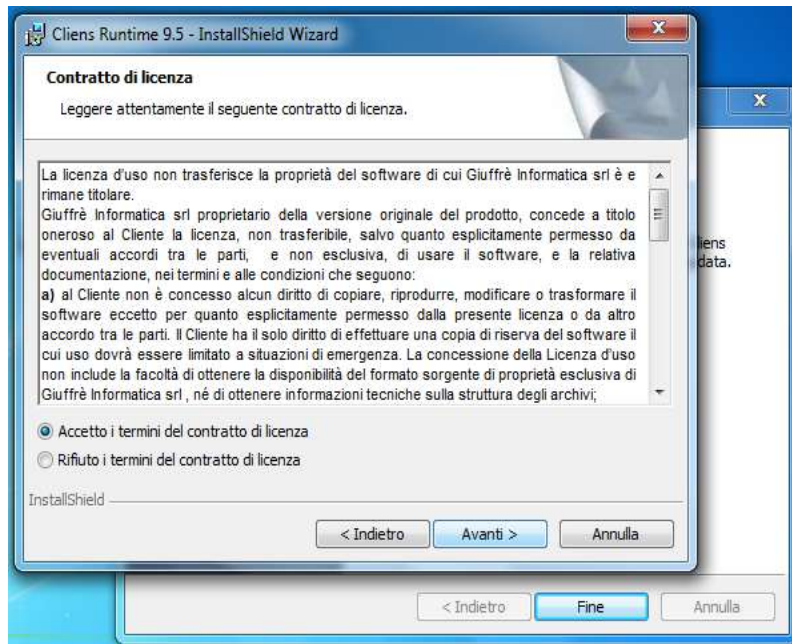 Cliens Runtime 9.5 - InstallShield Wizard
Contratto di licenza
Leggere attentamente il seguente contratto di licenza.
La licenza d'uso non trasferisce la proprietà del software di cui Giuffrè Informatica srl è e
rimane titolare.
Giuffrè Informatica srl proprietario della versione originale del prodotto, concede a titolo
oneroso al Cliente la licenza, non trasferibile, salvo quanto esplicitamente permesso da
eventuali accordi tra le parti, e non esclusiva, di usare il software, e la relativa
documentazione, nei termini e alle condizioni che seguono:
a) al Cliente non è concesso alcun diritto di copiare, riprodurre, modificare o trasformare il
software eccetto per quanto esplicitamente permesso dalla presente licenza o da altro
accordo tra le parti. Il Cliente ha il solo diritto di effettuare una copia di riserva del software il
cui uso dovrà essere limitato a situazioni di emergenza. La concessione della Licenza d'uso
non include la facoltà di ottenere la disponibilità del formato sorgente di proprietà esclusiva di
Giuffrè Informatica srl , né di ottenere informazioni tecniche sulla struttura degli archivi;
Accetto i termini del contratto di licenza
Rifiuto i termini del contratto di licenza
InstallShield
< Indietro
Avanti >
Annulla
liens
data.
< Indietro
Fine
Annulla